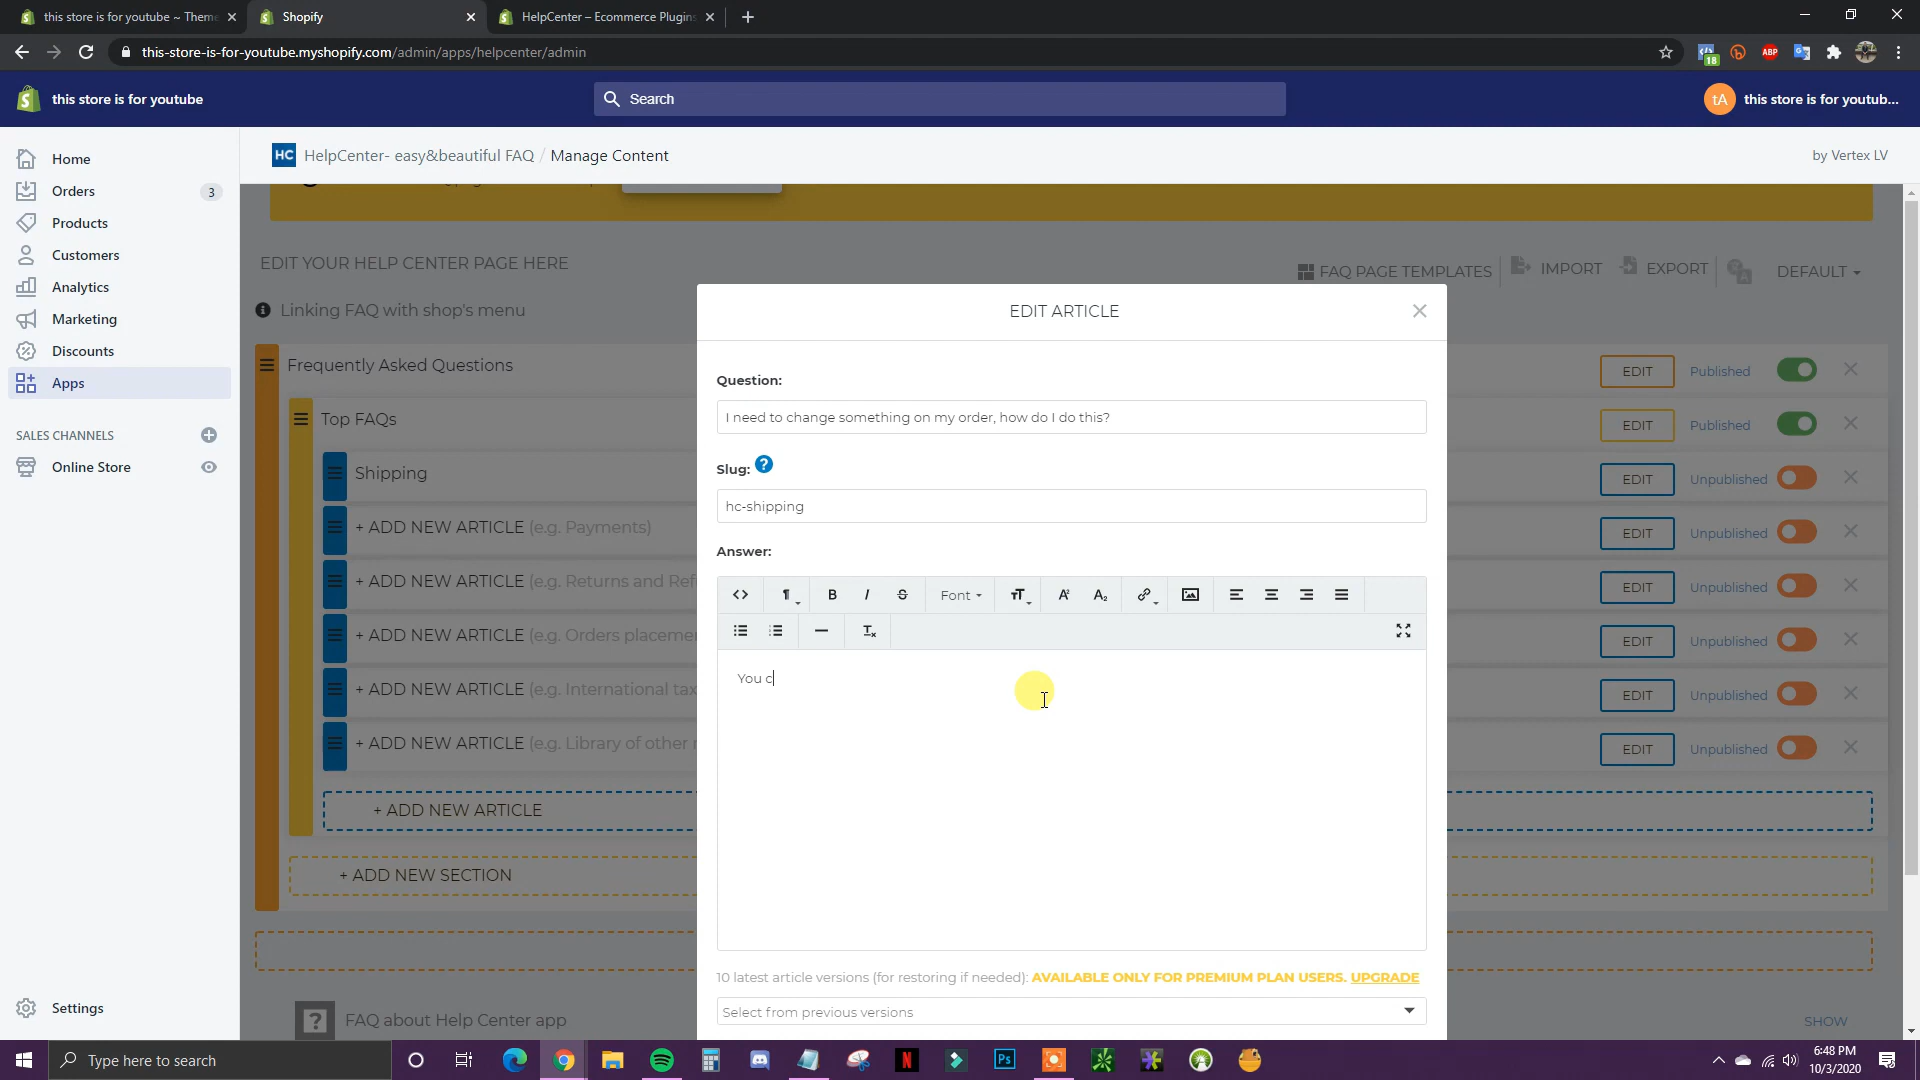 this store is for youtube ~ Theme
Shopify
HelpCenter – Ecommerce Plugins
this-store-is-for-youtube.myshopify.com/admin/apps/helpcenter/admin
18
ABP
this store is for youtube
Search
tA
this store is for youtub...
Home
Orders
3
Products
Customers
Analytics
Marketing
Discounts
Apps
SALES CHANNELS
Online Store
Settings
HC
HelpCenter- easy&beautiful FAQ / Manage Content
by Vertex LV
EDIT YOUR HELP CENTER PAGE HERE
FAQ PAGE TEMPLATES
IMPORT
EXPORT
DEFAULT
Linking FAQ with shop's menu
Frequently Asked Questions
EDIT
Published
Top FAQs
EDIT
Published
Shipping
EDIT
Unpublished
+ ADD NEW ARTICLE (e.g. Payments)
EDIT
Unpublished
+ ADD NEW ARTICLE (e.g. Returns and Ref
EDIT
Unpublished
+ ADD NEW ARTICLE (e.g. Orders placemen
EDIT
Unpublished
+ ADD NEW ARTICLE (e.g. International tax
EDIT
Unpublished
+ ADD NEW ARTICLE (e.g. Library of other
EDIT
Unpublished
+ ADD NEW ARTICLE
+ ADD NEW SECTION
FAQ about Help Center app
SHOW
EDIT ARTICLE
Question:
I need to change something on my order, how do I do this?
Slug:
hc-shipping
Answer:
Font
You c
10 latest article versions (for restoring if needed): AVAILABLE ONLY FOR PREMIUM PLAN USERS. UPGRADE
Select from previous versions
Type here to search
6:48 PM
10/3/2020